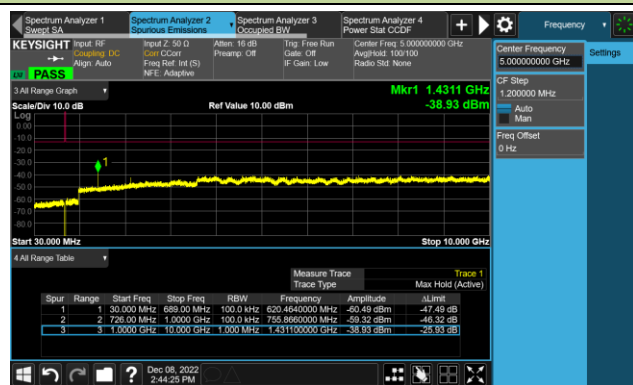 Spectrum Analyzer 1
Swept SA
Spectrum Analyzer 2
Spurious Emissions
Spectrum Analyzer 3
Occupied BW
Spectrum Analyzer 4
Power Stat CCDF
Frequency
KEYSIGHT
Input: RF
Coupling: DC
Align: Auto
Input Z: 50 Ω
Corr CCorr
Freq Ref: Int (S)
NFE: Adaptive
Atten: 16 dB
Preamp: Off
Trig: Free Run
Gate: Off
IF Gain: Low
Center Freq: 5.000000000 GHz
Avg|Hold: 100/100
Radio Std: None
PASS
Center Frequency
5.000000000 GHz
Settings
CF Step
1.200000 MHz
Auto
Man
Freq Offset
0 Hz
3 All Range Graph
Mkr1 1.4311 GHz
Scale/Div 10.0 dB
Ref Value 10.00 dBm
-38.93 dBm
Log
0.00
-10.0
-20.0
-30.0
-40.0
-50.0
-60.0
-70.0
-80.0
1
Start 30.000 MHz
Stop 10.000 GHz
4 All Range Table
Measure Trace Trace 1
Trace Type Max Hold (Active)
Spur Range Start Freq Stop Freq RBW Frequency Amplitude ΔLimit
1 1 30.000 MHz 689.00 MHz 100.0 kHz 620.4640000 MHz -60.49 dBm -47.49 dB
2 2 726.00 MHz 1.0000 GHz 100.0 kHz 755.8660000 MHz -59.32 dBm -46.32 dB
3 3 1.0000 GHz 10.000 GHz 1.000 MHz 1.431100000 GHz -38.93 dBm -25.93 dB
Dec 08, 2022
2:44:25 PM